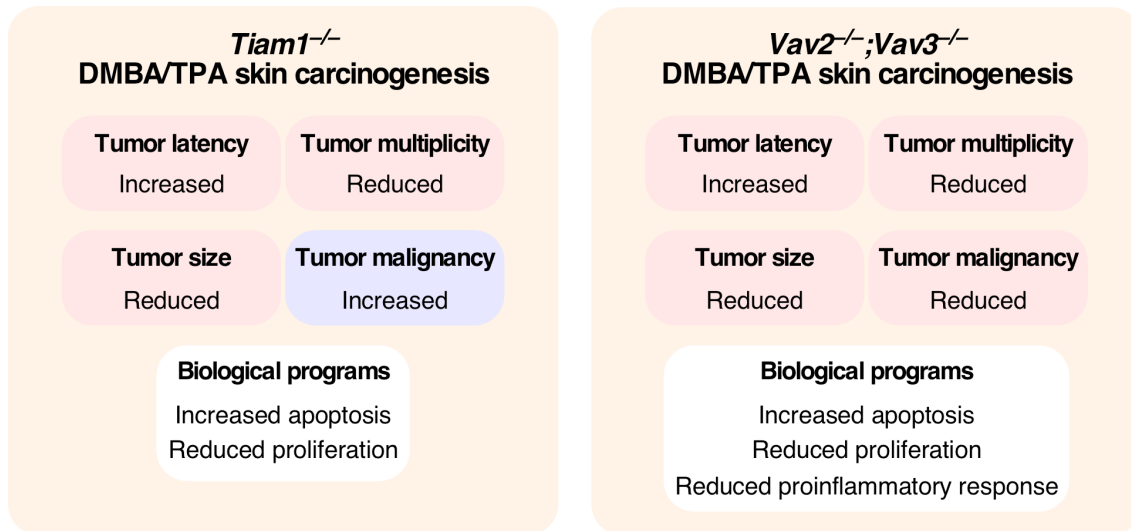 Tiam1–/–
DMBA/TPA skin carcinogenesis
Tumor latency
Increased
Tumor multiplicity
Reduced
Tumor size
Reduced
Tumor malignancy
Increased
Biological programs
Increased apoptosis
Reduced proliferation
Vav2–/–;Vav3–/–
DMBA/TPA skin carcinogenesis
Tumor latency
Increased
Tumor multiplicity
Reduced
Tumor size
Reduced
Tumor malignancy
Reduced
Biological programs
Increased apoptosis
Reduced proliferation
Reduced proinflammatory response